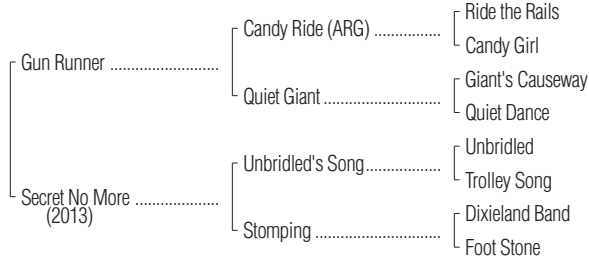 Ride the Rails
Candy Ride (ARG) ................
Candy Girl
Gun Runner ..........................
Giant's Causeway
Quiet Giant ............................
Quiet Dance
Unbridled
Unbridled's Song..................
Trolley Song
Secret No More ....................
(2013)
Dixieland Band
Stomping ..............................
Foot Stone